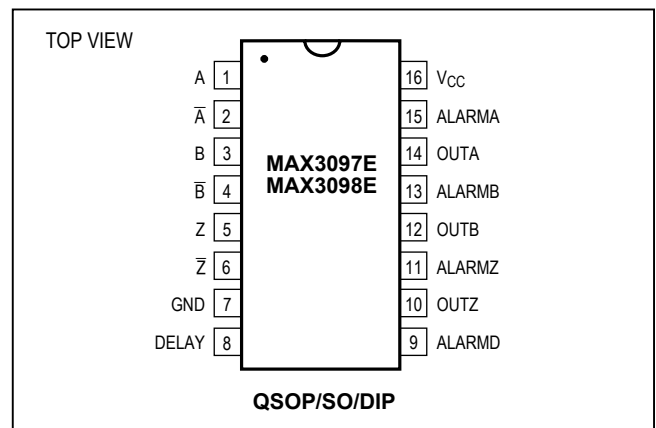 TOP VIEW
A 1
A̅ 2
B 3
B̅ 4
Z 5
Z̅ 6
GND 7
DELAY 8
MAX3097E
MAX3098E
16 VCC
15 ALARMA
14 OUTA
13 ALARMB
12 OUTB
11 ALARMZ
10 OUTZ
9 ALARMD
QSOP/SO/DIP